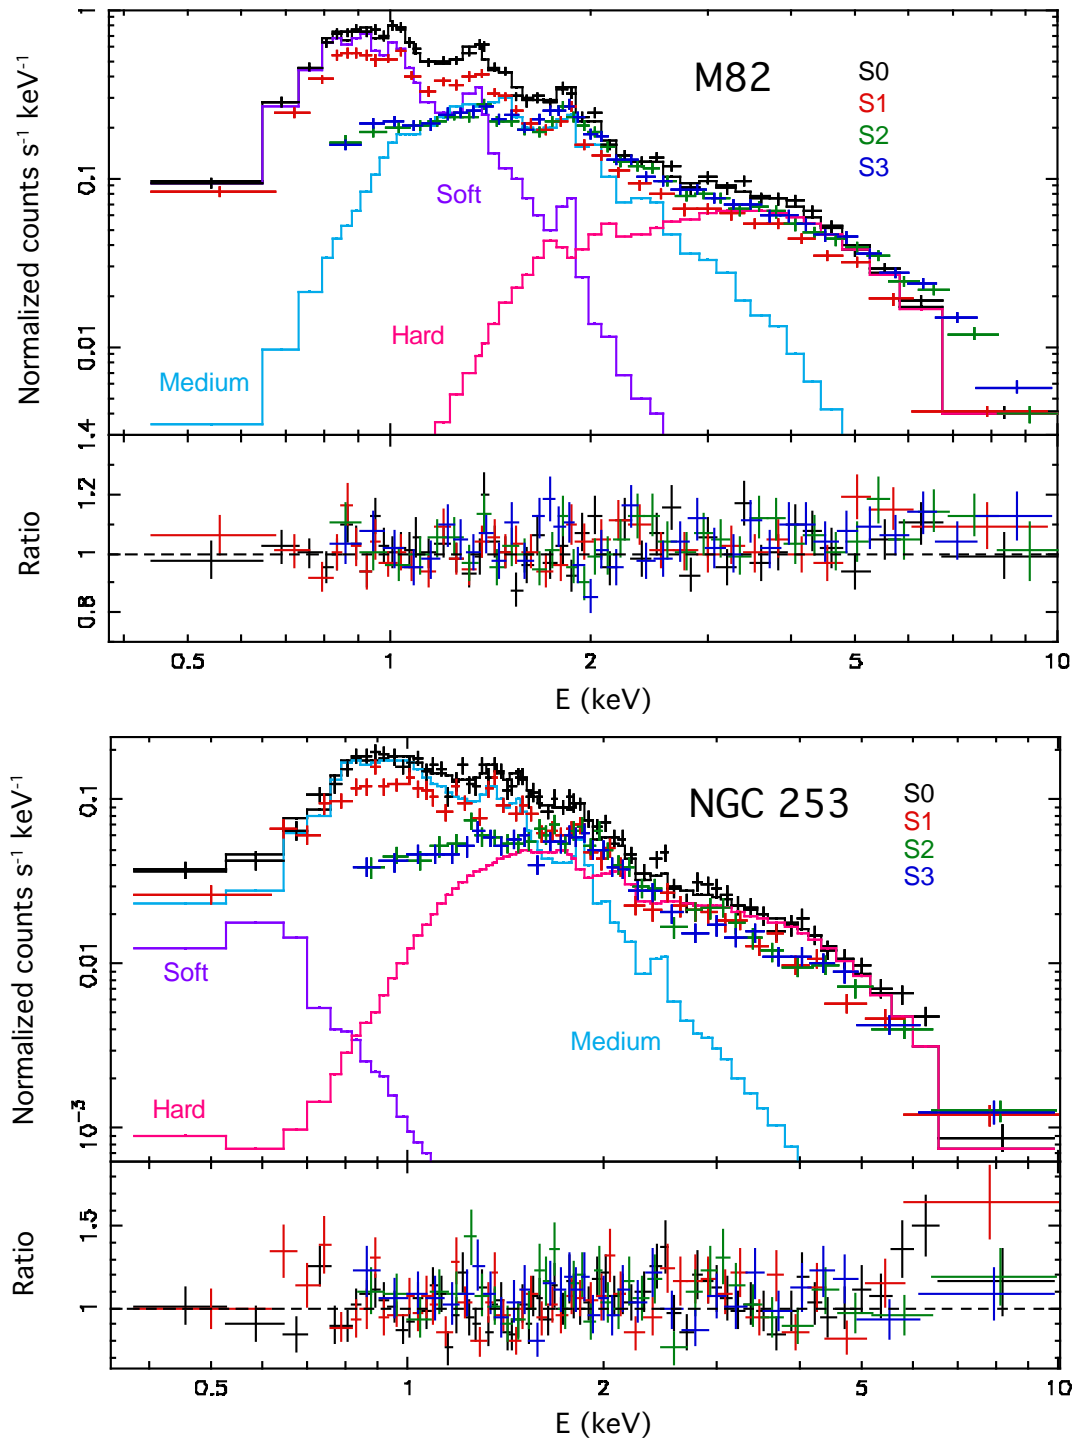 Normalized counts s⁻¹ keV⁻¹
1
0.1
0.01
M82
S0
S1
S2
S3
Soft
Hard
Medium
Ratio
1.4
1.2
1
0.8
0.5
1
2
5
10
E (keV)
Normalized counts s⁻¹ keV⁻¹
0.1
0.01
10⁻³
NGC 253
S0
S1
S2
S3
Soft
Medium
Hard
Ratio
1.5
1
0.5
1
2
5
10
E (keV)